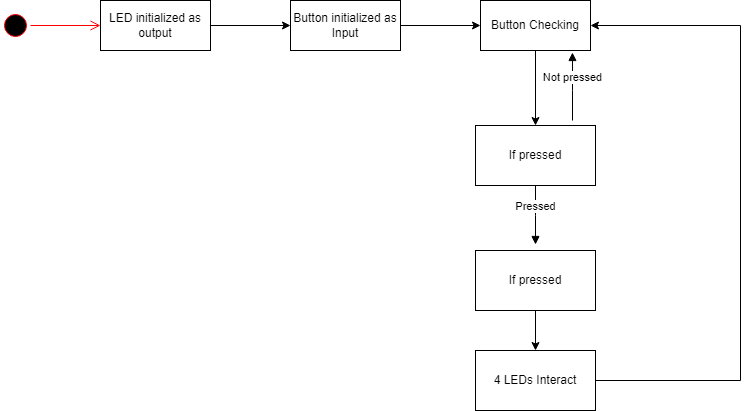 LED initialized as
output
Button initialized as
Input
Button Checking
Not pressed
If pressed
Pressed
If pressed
4 LEDs Interact